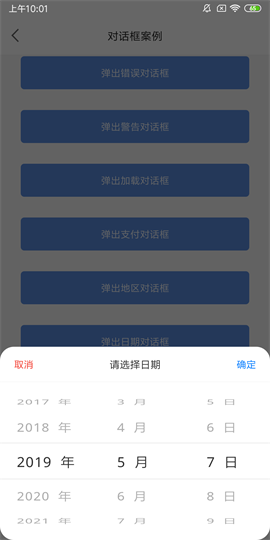 上午10:01
65
对话框案例
弹出错误对话框
弹出警告对话框
弹出加载对话框
弹出支付对话框
弹出地区对话框
弹出日期对话框
取消 请选择日期 确定
2017 年 3 月 5 日
2018 年 4 月 6 日
2019 年 5 月 7 日
2020 年 6 月 8 日
2021 年 7 月 9 日